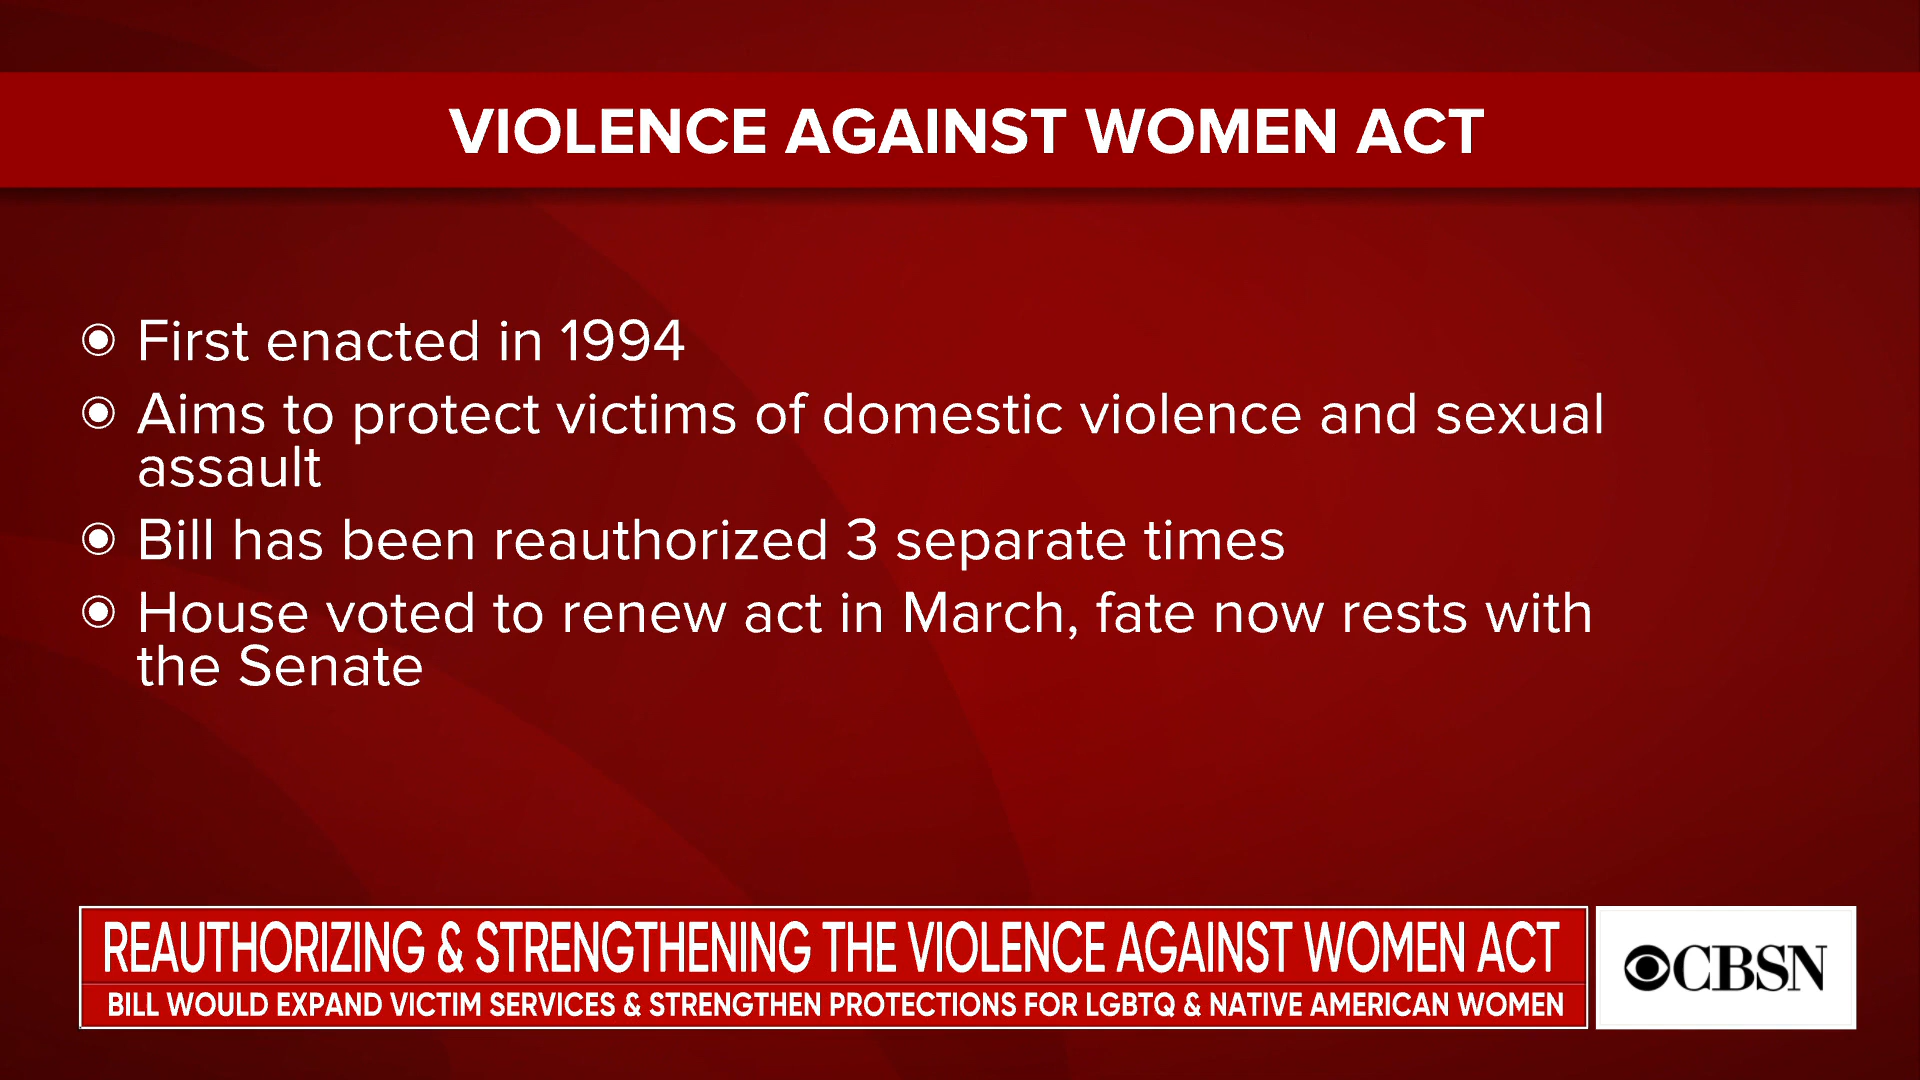 VIOLENCE AGAINST WOMEN ACT
First enacted in 1994
Aims to protect victims of domestic violence and sexual
assault
Bill has been reauthorized 3 separate times
House voted to renew act in March, fate now rests with
the Senate
REAUTHORIZING & STRENGTHENING THE VIOLENCE AGAINST WOMEN ACT
BILL WOULD EXPAND VICTIM SERVICES & STRENGTHEN PROTECTIONS FOR LGBTQ & NATIVE AMERICAN WOMEN
CBSN